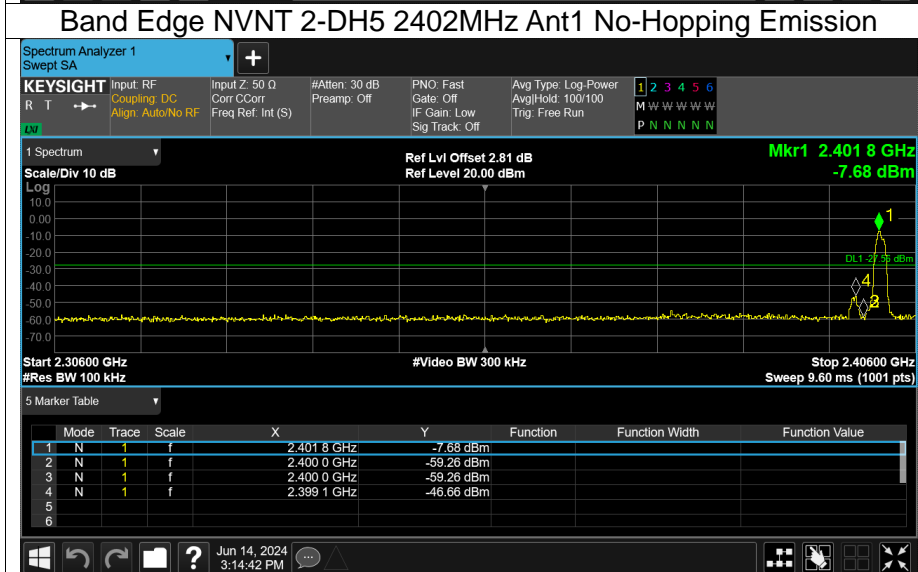 Band Edge NVNT 2-DH5 2402MHz Ant1 No-Hopping Emission
Spectrum Analyzer 1
Swept SA
+
KEYSIGHT Input: RF Input Z: 50 Ω #Atten: 30 dB PNO: Fast Avg Type: Log-Power 1 2 3 4 5 6
R T Coupling: DC Corr CCorr Preamp: Off Gate: Off Avg|Hold: 100/100 M W W W W W
Align: Auto/No RF Freq Ref: Int (S) IF Gain: Low Trig: Free Run
LXI Sig Track: Off P N N N N N
1 Spectrum
Ref Lvl Offset 2.81 dB Mkr1 2.401 8 GHz
Scale/Div 10 dB Ref Level 20.00 dBm -7.68 dBm
Log
10.0
0.00
-10.0
-20.0
-30.0
-40.0
-50.0
-60.0
-70.0
1
DL1 -27.55 dBm
4
Start 2.30600 GHz #Video BW 300 kHz Stop 2.40600 GHz
#Res BW 100 kHz Sweep 9.60 ms (1001 pts)
5 Marker Table
Mode Trace Scale X Y Function Function Width Function Value
1 N 1 f 2.401 8 GHz -7.68 dBm
2 N 1 f 2.400 0 GHz -59.26 dBm
3 N 1 f 2.400 0 GHz -59.26 dBm
4 N 1 f 2.399 1 GHz -46.66 dBm
5
6
? Jun 14, 2024
3:14:42 PM